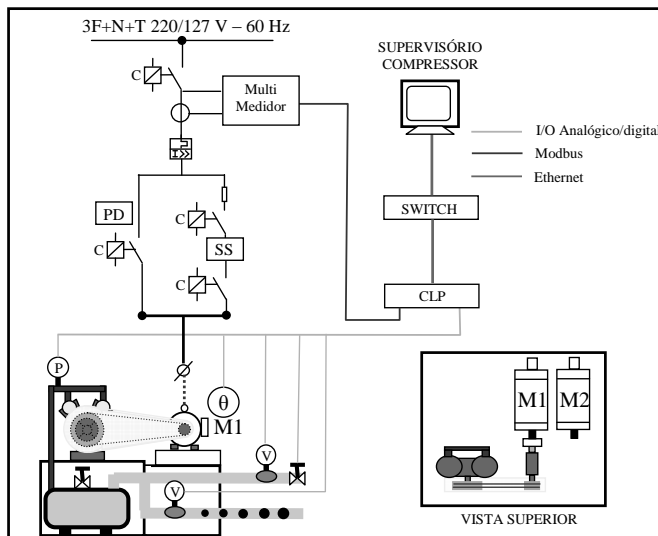 3F+N+T 220/127 V – 60 Hz
SUPERVISÓRIO
COMPRESSOR
C
Multi
Medidor
I/O Analógico/digital
Modbus
Ethernet
I>>
PD
C
SWITCH
C
SS
C
CLP
P
θ
M1
M1
M2
V
V
VISTA SUPERIOR